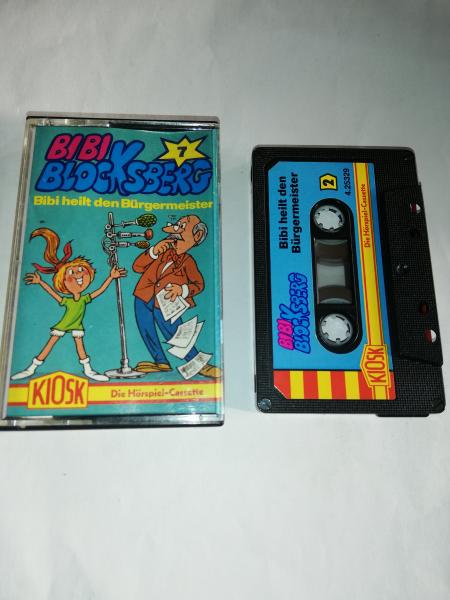 BIBI
BLOCKSBERG
7
Bibi heilt den Bürgermeister
KIOSK
Die Hörspiel-Cassette
Bibi heilt den
Bürgermeister
2
4.25329
BIBI
BLOCKSBERG
Die Hörspiel-Cassette
KIOSK